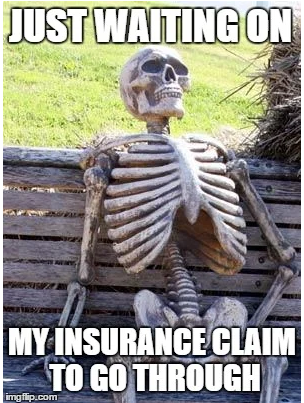 JUST WAITING ON
MY INSURANCE CLAIM
TO GO THROUGH
imgflip.com